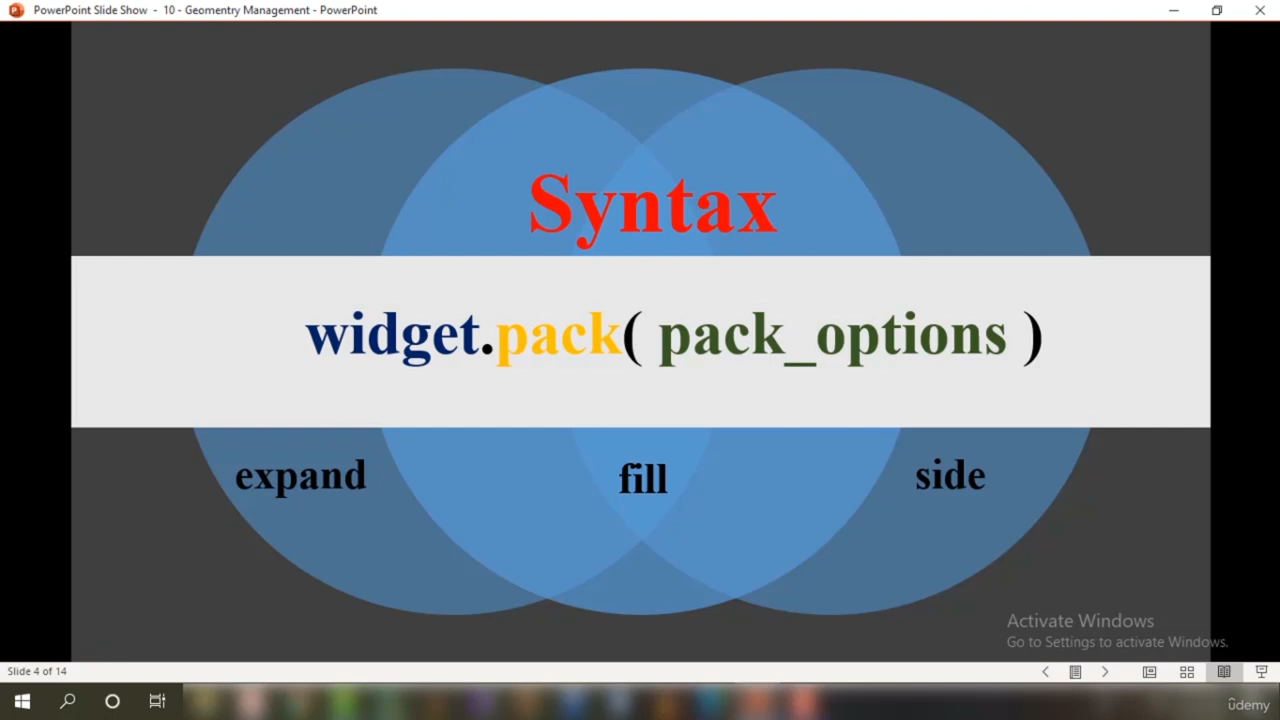 PowerPoint Slide Show - 10 - Geomentry Management - PowerPoint
Syntax
widget.pack( pack_options )
expand
fill
side
Activate Windows
Go to Settings to activate Windows.
Slide 4 of 14
ûdemy